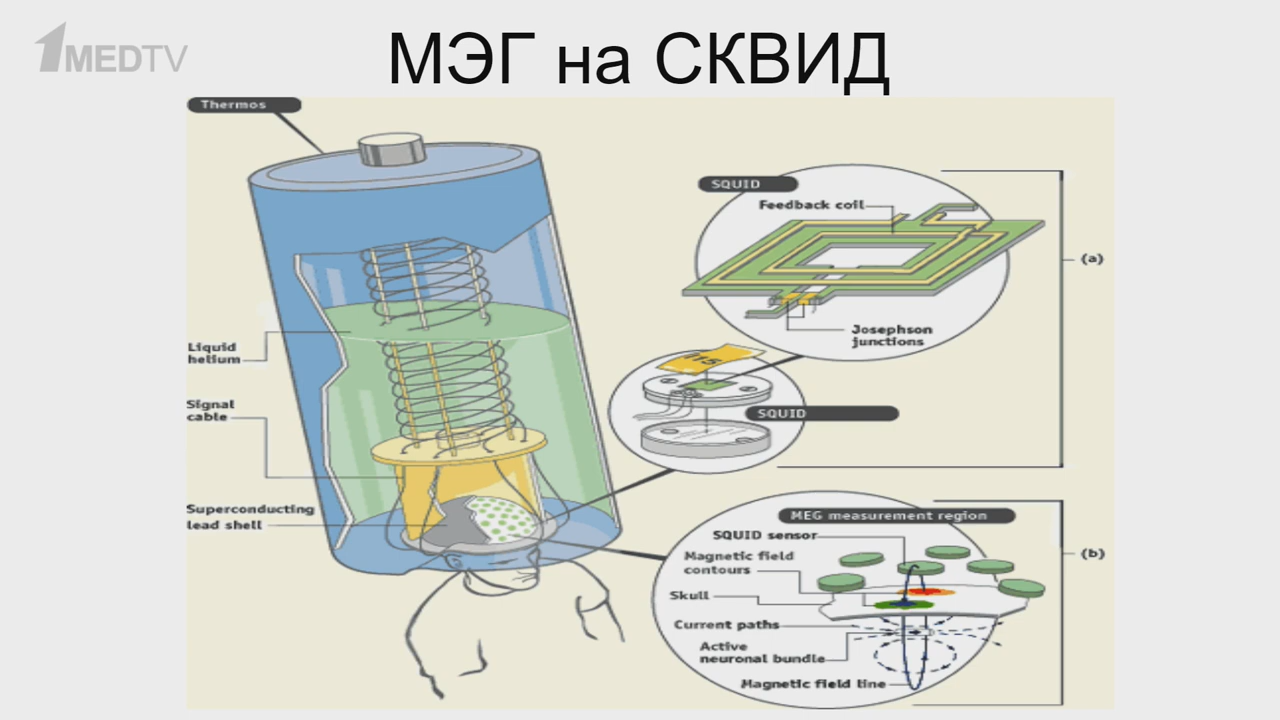 1MEDTV
МЭГ на СКВИД
Thermos
SQUID
Feedback coil
(a)
Josephson
junctions
Liquid
helium
Signal
cable
SQUID
Superconducting
lead shell
MEG measurement region
SQUID sensor
Magnetic field
contours
(b)
Skull
Current paths
Active
neuronal bundle
Magnetic field line